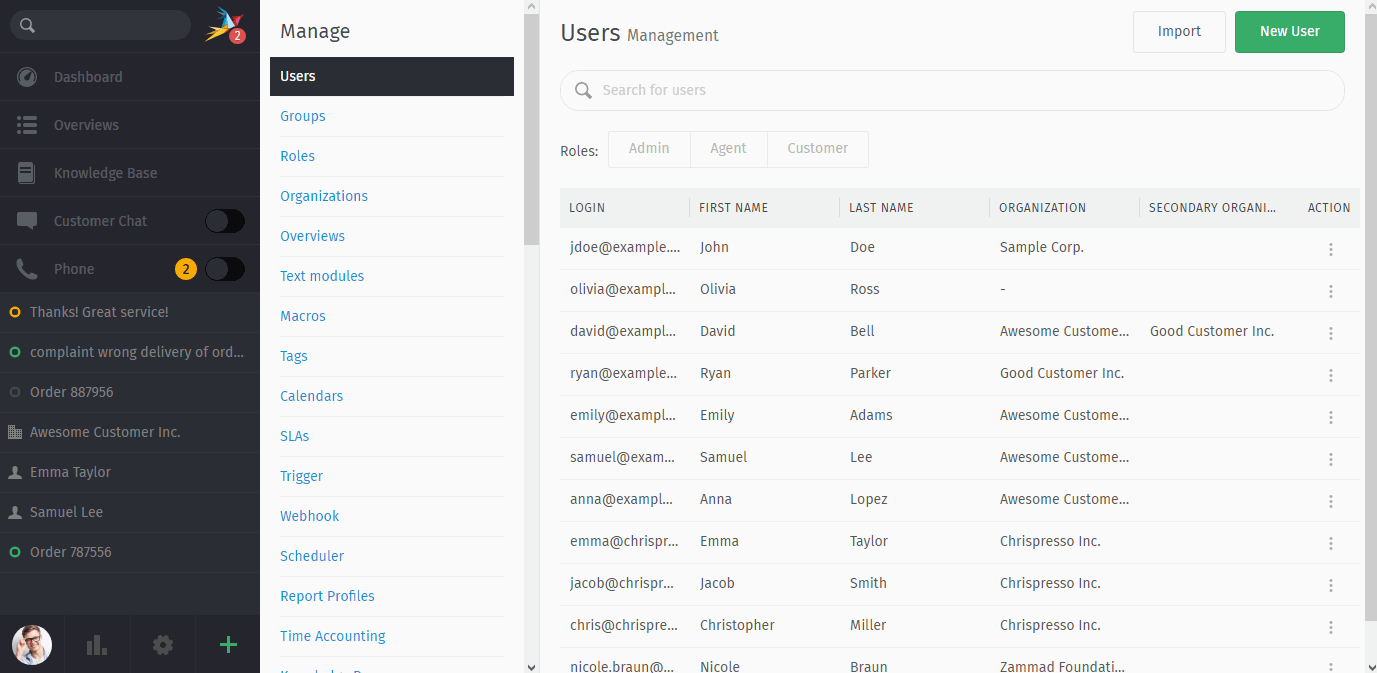 2
Dashboard
Overviews
Knowledge Base
Customer Chat
Phone 2
Thanks! Great service!
complaint wrong delivery of ord...
Order 887956
Awesome Customer Inc.
Emma Taylor
Samuel Lee
Order 787556
Manage
Users
Groups
Roles
Organizations
Overviews
Text modules
Macros
Tags
Calendars
SLAs
Trigger
Webhook
Scheduler
Report Profiles
Time Accounting
Users Management
Import
New User
Search for users
Roles: Admin Agent Customer
LOGIN FIRST NAME LAST NAME ORGANIZATION SECONDARY ORGANI... ACTION
jdoe@example.... John Doe Sample Corp.
olivia@exampl... Olivia Ross -
david@exampl... David Bell Awesome Custome... Good Customer Inc.
ryan@example... Ryan Parker Good Customer Inc.
emily@exampl... Emily Adams Awesome Custome...
samuel@exam... Samuel Lee Awesome Custome...
anna@exampl... Anna Lopez Awesome Custome...
emma@chrispr... Emma Taylor Chrispresso Inc.
jacob@chrispr... Jacob Smith Chrispresso Inc.
chris@chrispre... Christopher Miller Chrispresso Inc.
nicole.braun@... Nicole Braun Zammad Foundati...